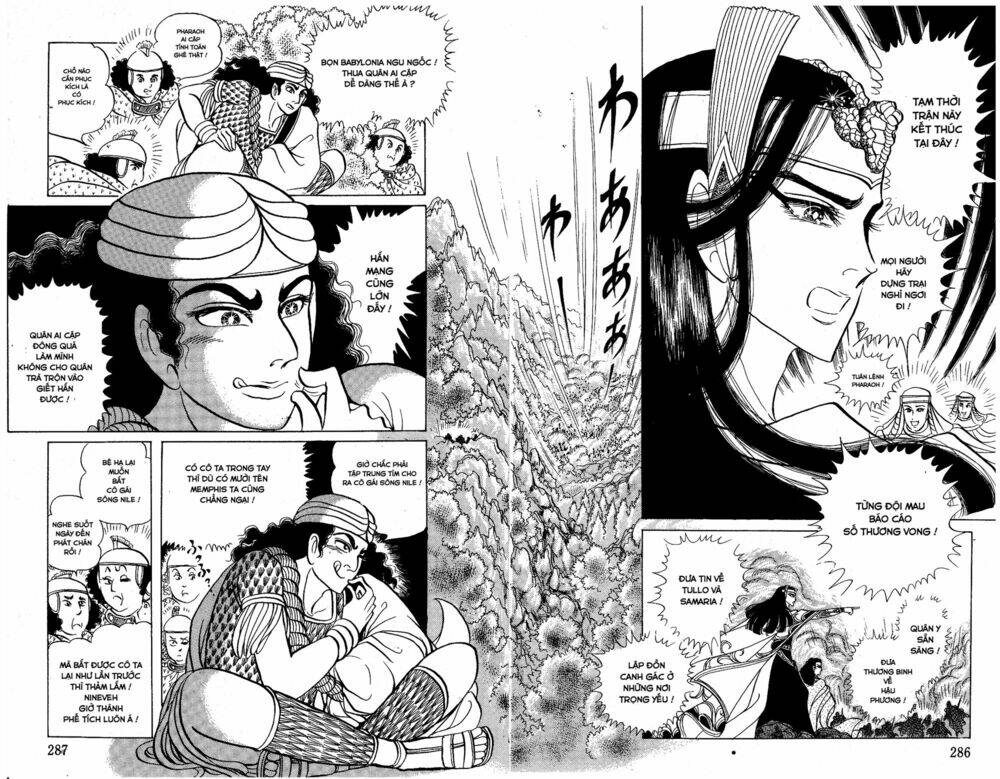 TẠM THỜI
TRẬN NÀY
KẾT THÚC
TẠI ĐÂY !
MỌI NGƯỜI
HÃY
DỰNG TRẠI
NGHỈ NGƠI
ĐI !
TUÂN LỆNH
PHARAOH !
TỪNG ĐỘI MAU
BÁO CÁO
SỐ THƯƠNG VONG !
ĐƯA TIN VỀ
TULLO VÀ
SAMARIA !
QUÂN Y
SẴN
SÀNG !
ĐƯA
THƯƠNG BINH
VỀ
HẬU
PHƯƠNG !
LẬP ĐỒN
CANH GÁC Ở
NHỮNG NƠI
TRỌNG YẾU !
286
わあああぉー
わー
BỌN BABYLONIA NGU NGỐC !
THUA QUÂN AI CẬP
DỄ DÀNG THẾ À ?
PHARAOH
AI CẬP
TÍNH TOÁN
GHÊ THẬT !
CHỖ NÀO
CẦN PHỤC
KÍCH LÀ
CÓ
PHỤC KÍCH !
HẮN
MẠNG
CŨNG
LỚN
ĐẤY !
QUÂN AI CẬP
ĐÔNG QUÁ
LÀM MÌNH
KHÔNG CHO QUÂN
TRÁ TRỘN VÀO
GIẾT HẮN
ĐƯỢC !
GIỜ CHẮC PHẢI
TẬP TRUNG TÌM CHO
RA CÔ GÁI SÔNG NILE !
CÓ CÔ TA TRONG TAY
THÌ DÙ CÓ MƯỜI TÊN
MEMPHIS TA CŨNG
CHẲNG NGẠI !
BỆ HẠ LẠI
MUỐN
BẮT
CÔ GÁI
SÔNG NILE !
NGHE SUỐT
NGÀY ĐẾN
PHÁT CHÁN
RỒI !
MÀ BẮT ĐƯỢC CÔ TA
LẠI NHƯ LẦN TRƯỚC
THÌ THẢM LẮM !
NINEVEH
GIỜ THÀNH
PHẾ TÍCH LUÔN Á !
287